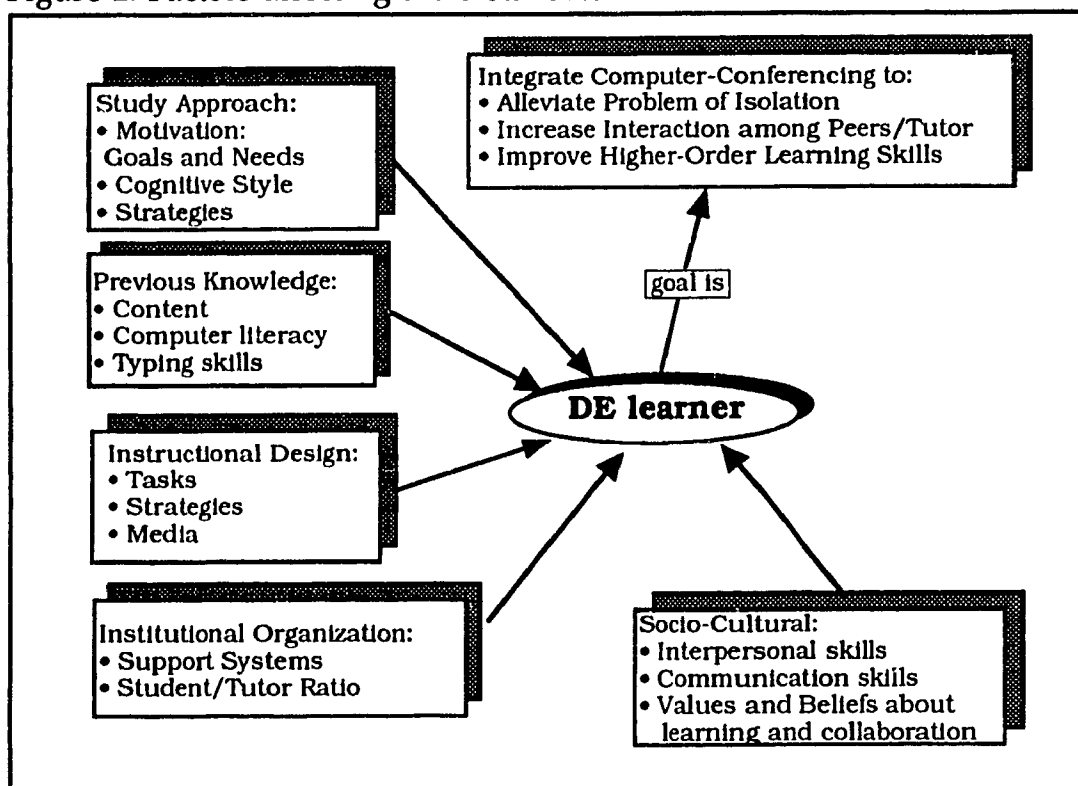 Study Approach:
• Motivation:
Goals and Needs
• Cognitive Style
• Strategies
Integrate Computer-Conferencing to:
• Alleviate Problem of Isolation
• Increase Interaction among Peers/Tutor
• Improve Higher-Order Learning Skills
Previous Knowledge:
• Content
• Computer literacy
• Typing skills
goal is
DE learner
Instructional Design:
• Tasks
• Strategies
• Media
Institutional Organization:
• Support Systems
• Student/Tutor Ratio
Socio-Cultural:
• Interpersonal skills
• Communication skills
• Values and Beliefs about
learning and collaboration